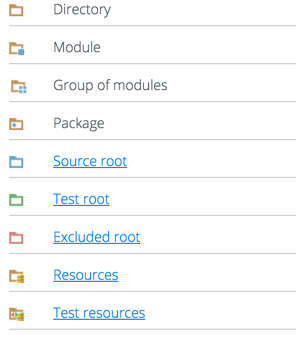 Directory
Module
Group of modules
Package
Source root
Test root
Excluded root
Resources
Test resources